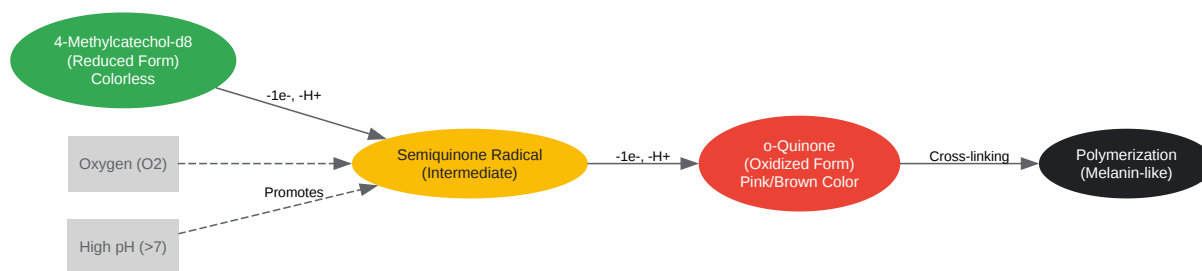 4-Methylcatechol-d8
(Reduced Form)
Colorless
-1e-, -H+
Oxygen (O2)
Promotes
High pH (>7)
Semiquinone Radical
(Intermediate)
-1e-, -H+
o-Quinone
(Oxidized Form)
Pink/Brown Color
Cross-linking
Polymerization
(Melanin-like)